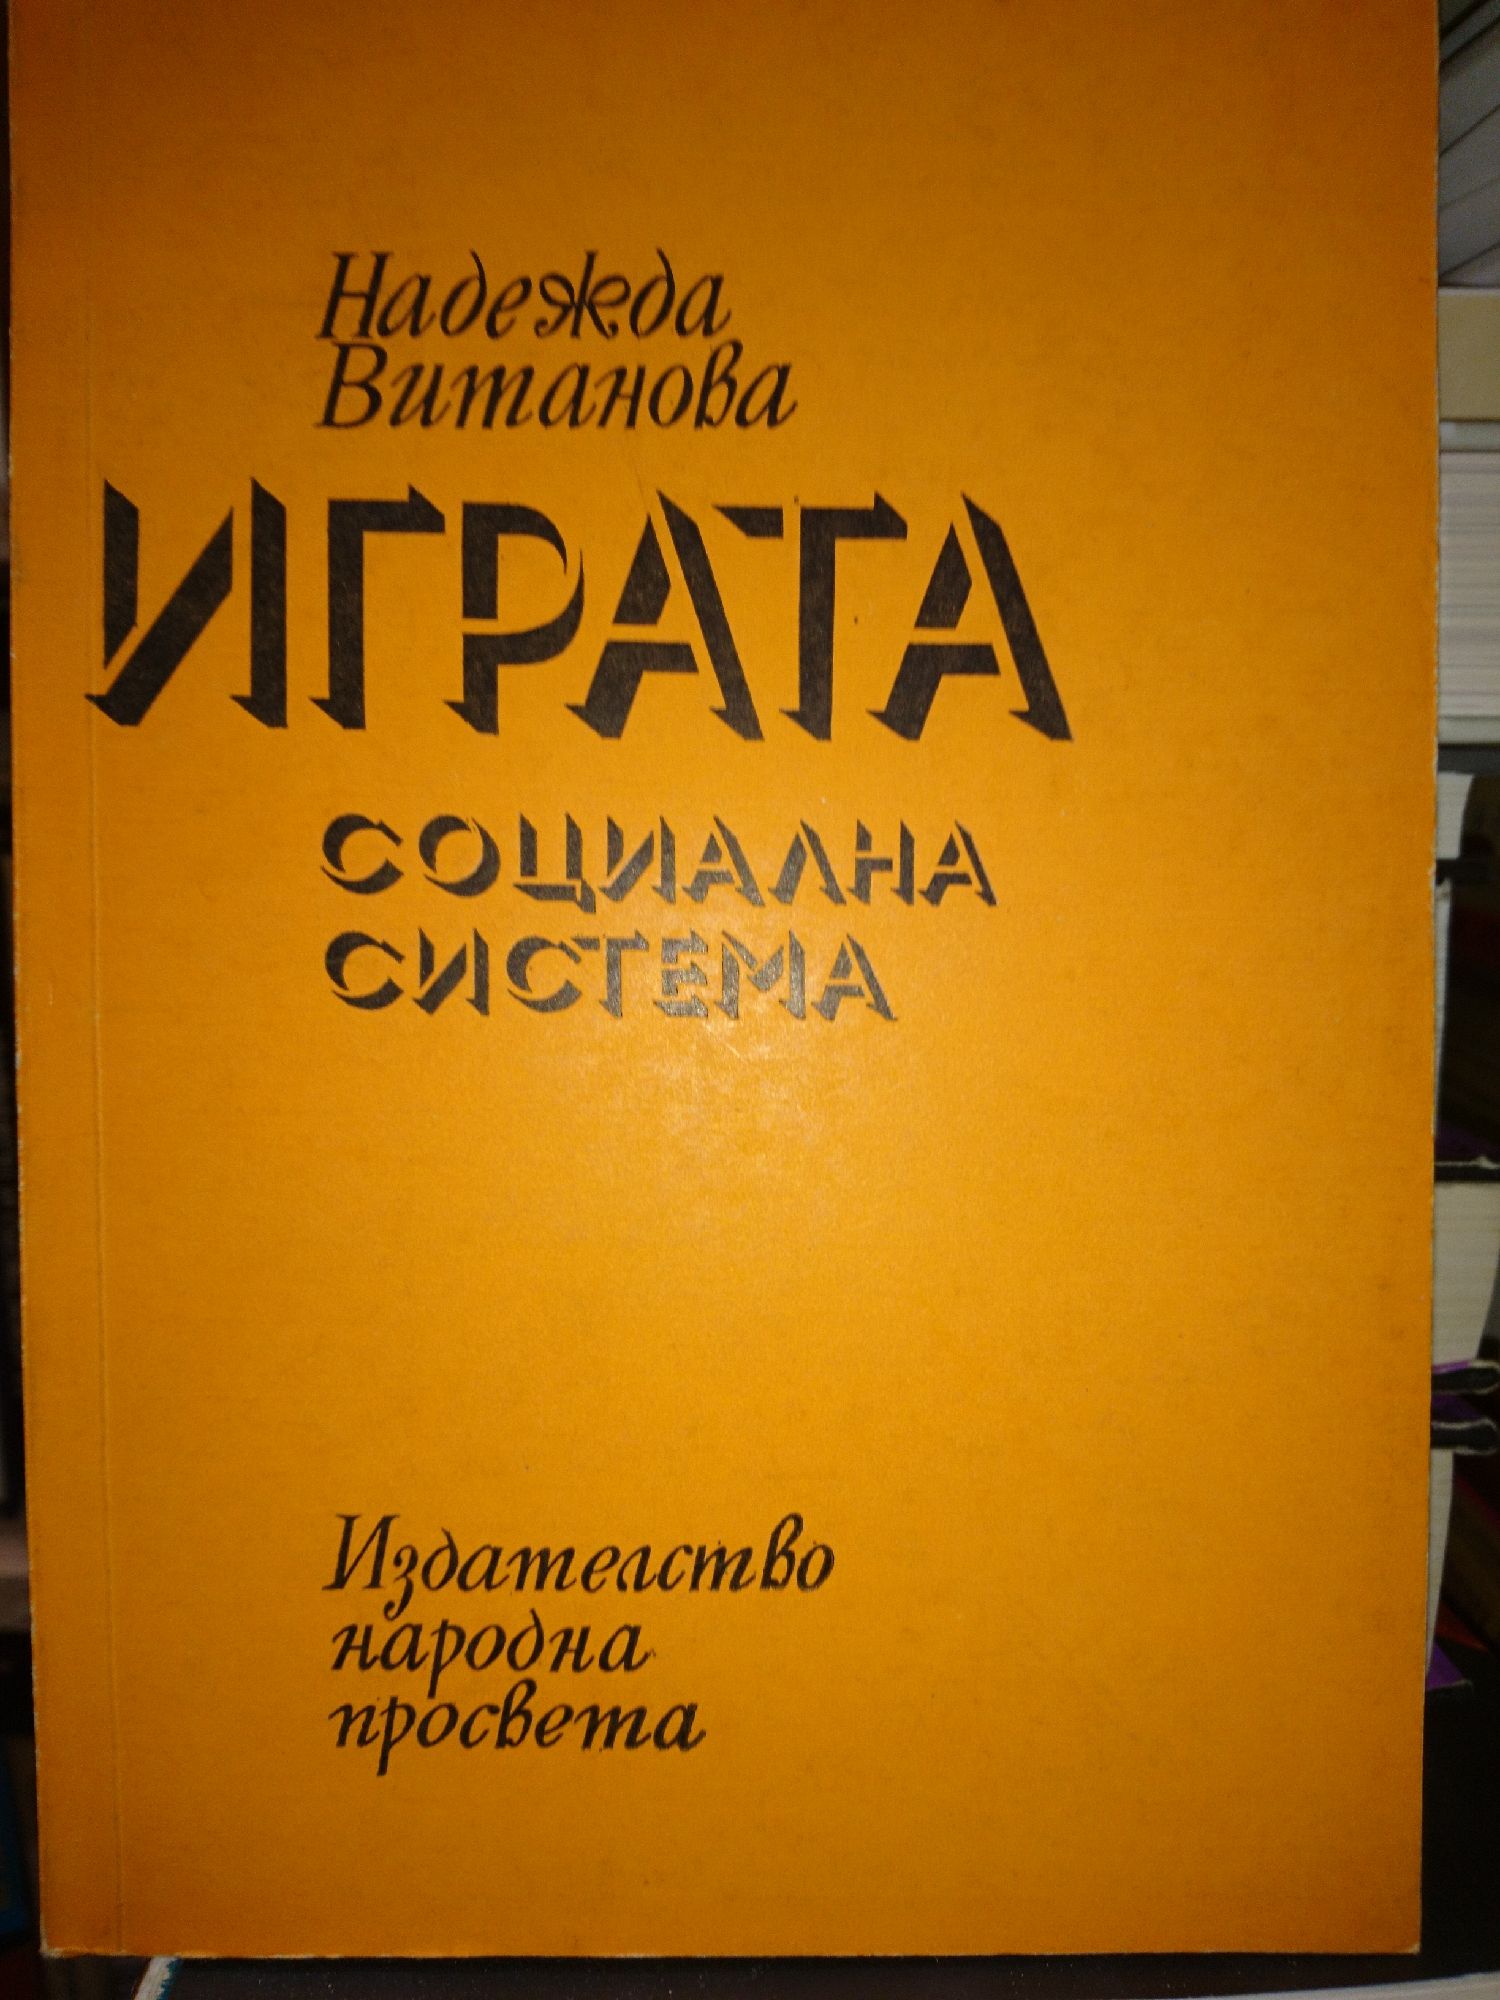 Надежда
Витанова
ИГРАТА
СОЦИАЛНА
СИСТЕМА
Издателство
народна
просвета